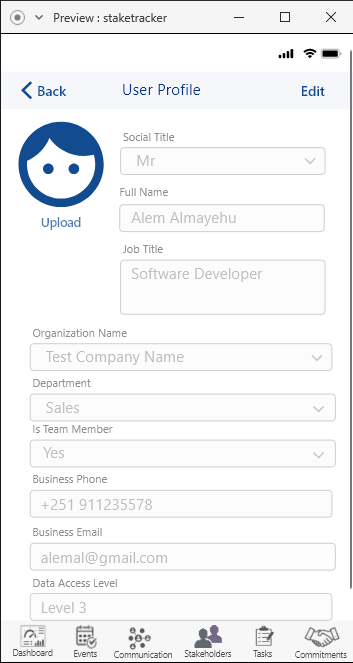 Preview : staketracker
Back
User Profile
Edit
Upload
Social Title
Mr
Full Name
Alem Almayehu
Job Title
Software Developer
Organization Name
Test Company Name
Department
Sales
Is Team Member
Yes
Business Phone
+251 911235578
Business Email
alemal@gmail.com
Data Access Level
Level 3
Dashboard
Events
Communication
Stakeholders
Tasks
Commitments